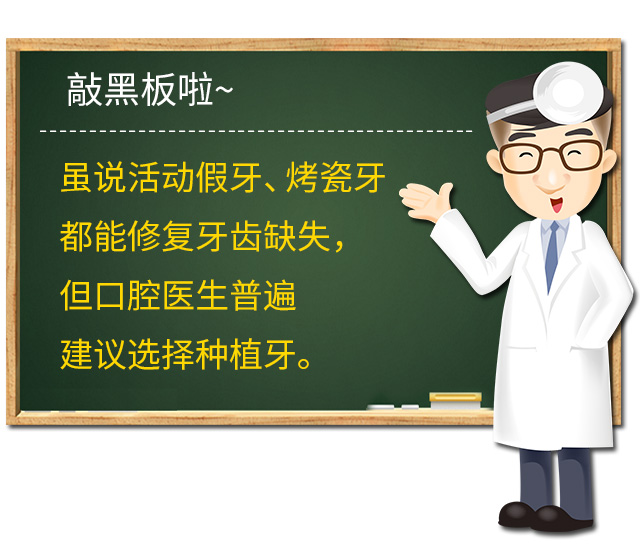 敲黑板啦~
虽说活动假牙、烤瓷牙
都能修复牙齿缺失，
但口腔医生普遍
建议选择种植牙。